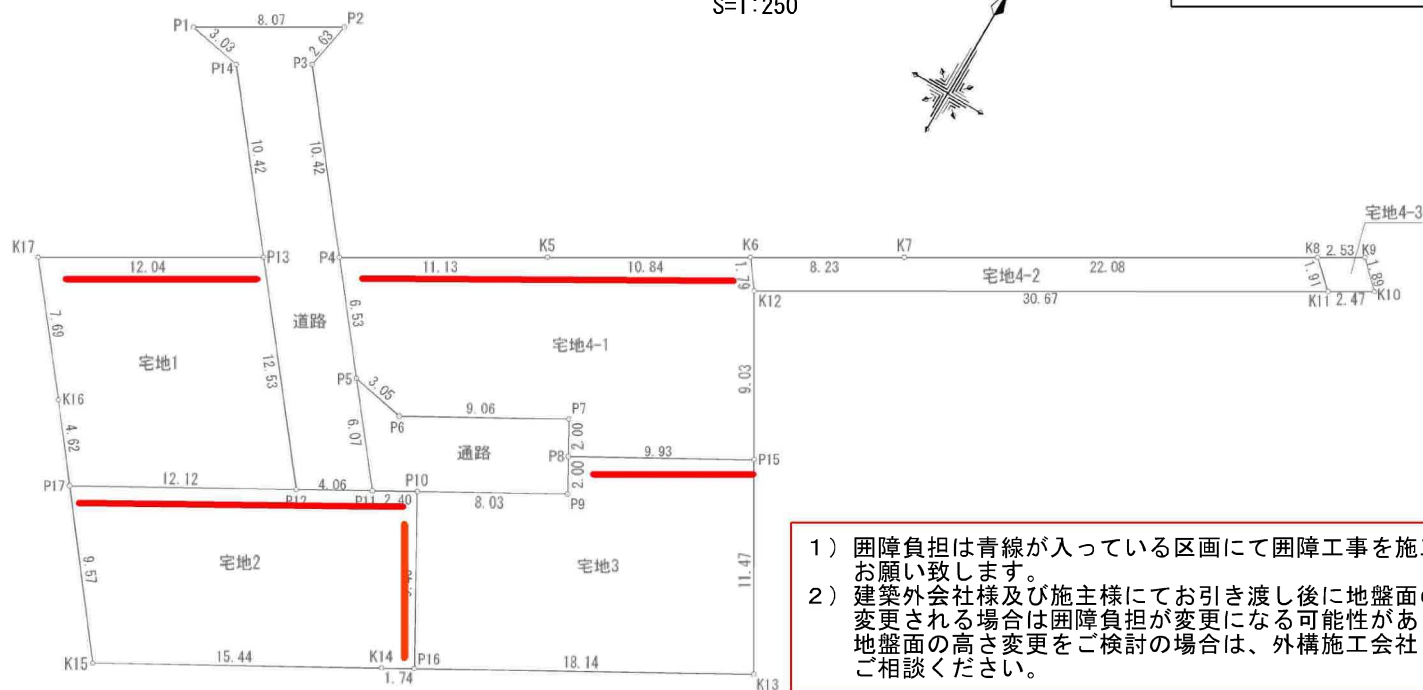 S=1:250
P1
8.07
P2
3.03
2.63
P14
P3
10.42
10.42
宅地4-3
K17
P13
P4
K5
K6
K7
K8
2.53
K9
12.04
11.13
10.84
1.79
8.23
宅地4-2
22.08
1.91
1.89
K12
30.67
K11
2.47
K10
7.69
道路
6.53
宅地4-1
宅地1
12.53
9.03
P5
3.05
K16
9.06
P7
P6
4.62
6.07
2.00
通路
P8
9.93
P15
P17
12.12
4.06
P10
2.00
P12
P11
2.40
8.03
P9
9.57
宅地2
宅地3
11.47
K15
15.44
K14
P16
18.14
1.74
K13
1）囲障負担は青線が入っている区画にて囲障工事を施
お願い致します。
2）建築外会社様及び施主様にてお引き渡し後に地盤面の
変更される場合は囲障負担が変更になる可能性があ
地盤面の高さ変更をご検討の場合は、外構施工会社
ご相談ください。